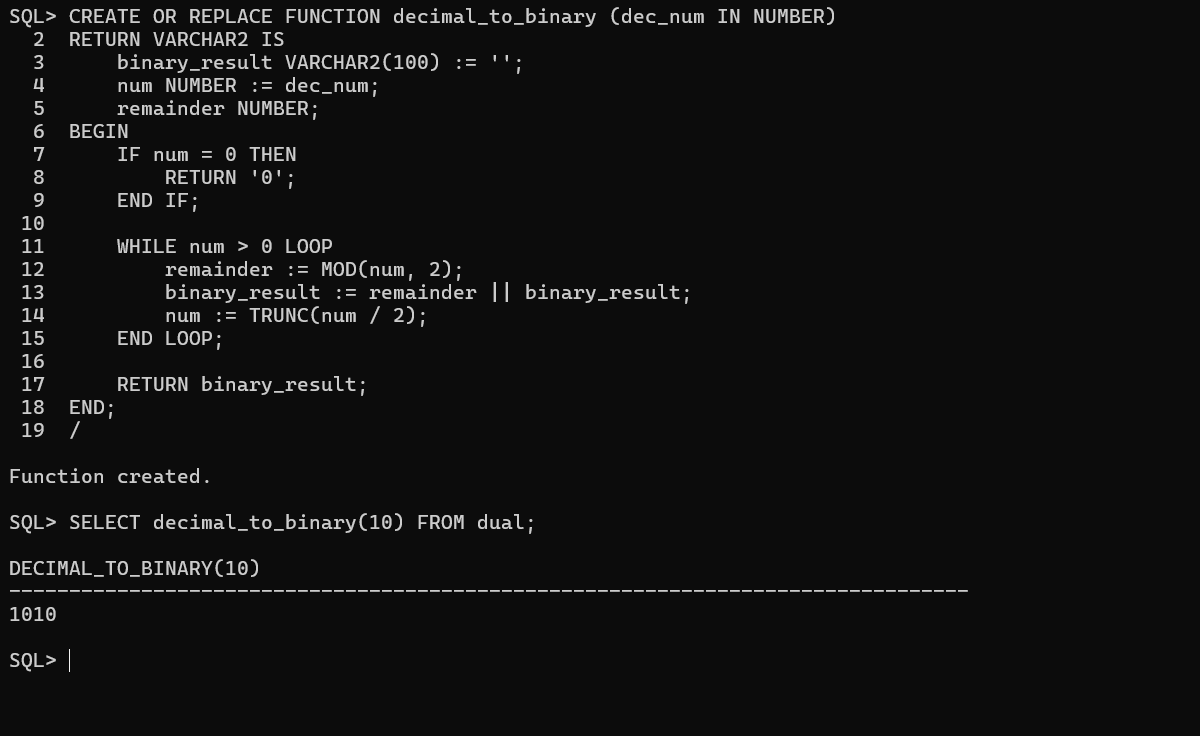 SQL> CREATE OR REPLACE FUNCTION decimal_to_binary (dec_num IN NUMBER)
  2  RETURN VARCHAR2 IS
  3      binary_result VARCHAR2(100) := '';
  4      num NUMBER := dec_num;
  5      remainder NUMBER;
  6  BEGIN
  7      IF num = 0 THEN
  8          RETURN '0';
  9      END IF;
 10
 11      WHILE num > 0 LOOP
 12          remainder := MOD(num, 2);
 13          binary_result := remainder || binary_result;
 14          num := TRUNC(num / 2);
 15      END LOOP;
 16
 17      RETURN binary_result;
 18  END;
 19  /
Function created.
SQL> SELECT decimal_to_binary(10) FROM dual;
DECIMAL_TO_BINARY(10)
--------------------------------------------------------------------------------
1010
SQL>